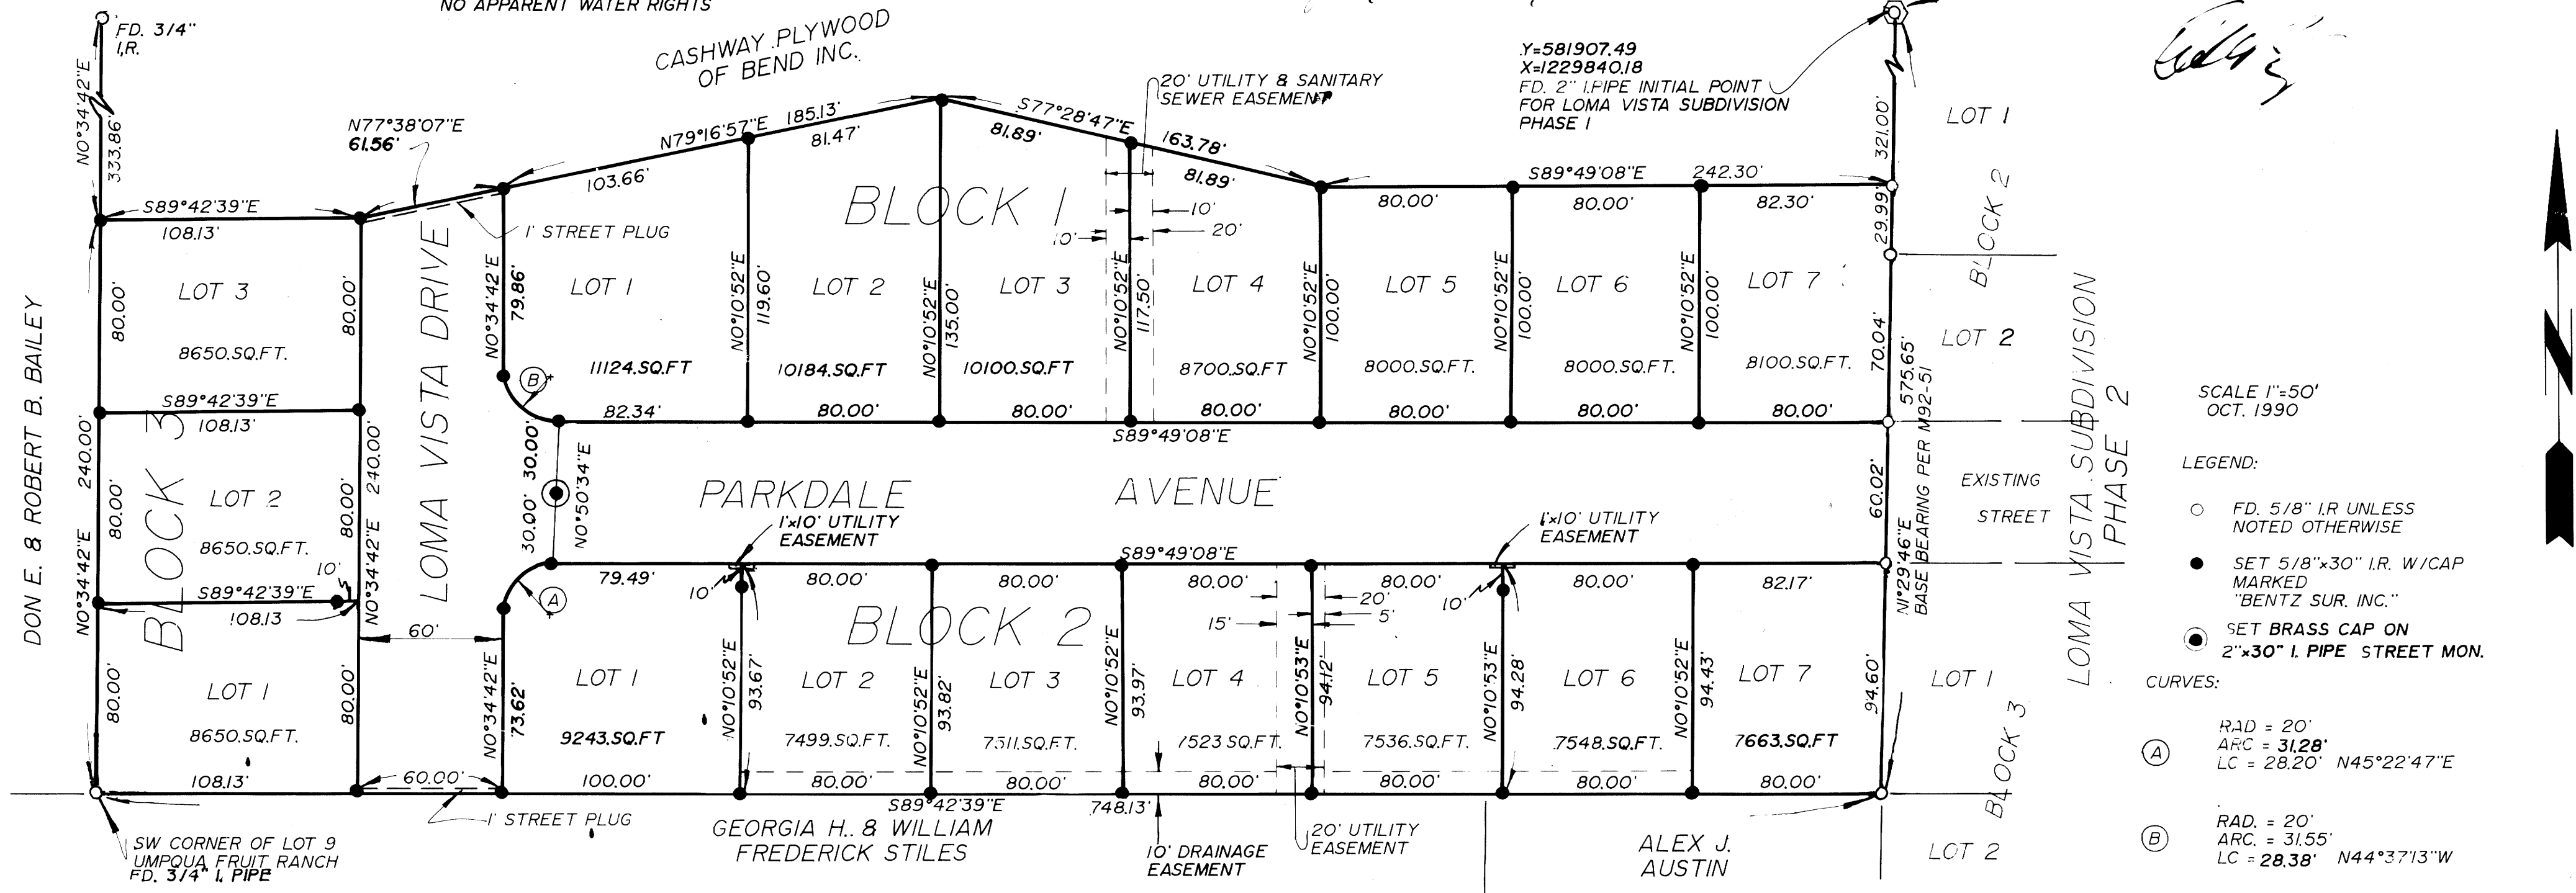 NO APPARENT WATER RIGHTS
FD. 3/4"
I.R.
N0°34'42"E
333.86'
CASHWAY PLYWOOD
OF BEND INC.
N77°38'07"E
61.56'
N79°16'57"E
185.13'
103.66'
81.47'
S77°28'47"E
163.78'
81.89'
81.89'
20' UTILITY & SANITARY
SEWER EASEMENT
Y=581907.49
X=1229840.18
FD. 2" I.PIPE INITIAL POINT
FOR LOMA VISTA SUBDIVISION
PHASE 1
321.00'
LOT 1
BLOCK 2
29.99'
S89°42'39"E
108.13'
1' STREET PLUG
BLOCK 1
10'
20'
10'
S89°49'08"E
242.30'
80.00'
80.00'
82.30'
LOT 3
8650.SQ.FT.
80.00'
80.00'
LOMA VISTA DRIVE
N0°34'42"E
79.86'
LOT 1
11124.SQ.FT
N0°10'52"E
119.60'
LOT 2
10184.SQ.FT
N0°10'52"E
135.00'
LOT 3
10100.SQ.FT
N0°10'52"E
117.50'
LOT 4
8700.SQ.FT
N0°10'52"E
100.00'
LOT 5
8000.SQ.FT.
N0°10'52"E
100.00'
LOT 6
8000.SQ.FT.
N0°10'52"E
100.00'
LOT 7
8100.SQ.FT.
70.04'
575.65'
LOT 2
B
82.34'
80.00'
80.00'
80.00'
80.00'
80.00'
80.00'
S89°49'08"E
DON E. & ROBERT B. BAILEY
BLOCK 3
S89°42'39"E
108.13'
N0°34'42"E
240.00'
80.00'
LOT 2
8650.SQ.FT.
80.00'
N0°34'42"E
240.00'
10'
S89°42'39"E
108.13
30.00'
30.00'
N0°50'34"E
PARKDALE AVENUE
60.02'
EXISTING
STREET
N1°29'46"E
BASE BEARING PER M92-51
LOMA VISTA SUBDIVISION
PHASE 2
1'x10' UTILITY
EASEMENT
1'x10' UTILITY
EASEMENT
S89°49'08"E
79.49'
80.00'
80.00'
80.00'
80.00'
80.00'
82.17'
A
10'
10'
20'
5'
15'
60'
BLOCK 2
80.00'
LOT 1
8650.SQ.FT.
80.00'
N0°34'42"E
73.62'
LOT 1
9243.SQ.FT
N0°10'52"E
93.67'
LOT 2
7499.SQ.FT.
N0°10'52"E
93.82'
LOT 3
7511.SQ.FT.
N0°10'52"E
93.97'
LOT 4
7523 SQ.FT.
N0°10'53"E
94.12'
LOT 5
7536.SQ.FT.
N0°10'53"E
94.28'
LOT 6
7548.SQ.FT.
N0°10'52"E
94.43'
LOT 7
7663.SQ.FT
94.60'
LOT 1
BLOCK 3
108.13'
60.00'
100.00'
80.00'
80.00'
80.00'
80.00'
80.00'
80.00'
S89°42'39"E
748.13'
1' STREET PLUG
SW CORNER OF LOT 9
UMPQUA FRUIT RANCH
FD. 3/4" I. PIPE
GEORGIA H. & WILLIAM
FREDERICK STILES
10' DRAINAGE
EASEMENT
20' UTILITY
EASEMENT
ALEX J.
AUSTIN
LOT 2
N
SCALE 1"=50'
OCT. 1990
LEGEND:
FD. 5/8" I.R UNLESS
NOTED OTHERWISE
SET 5/8"x30" I.R. W/CAP
MARKED
"BENTZ SUR. INC."
SET BRASS CAP ON
2"x30" I. PIPE STREET MON.
CURVES:
A
RAD = 20'
ARC = 31.28'
LC = 28.20' N45°22'47"E
B
RAD. = 20'
ARC. = 31.55'
LC = 28.38' N44°37'13"W